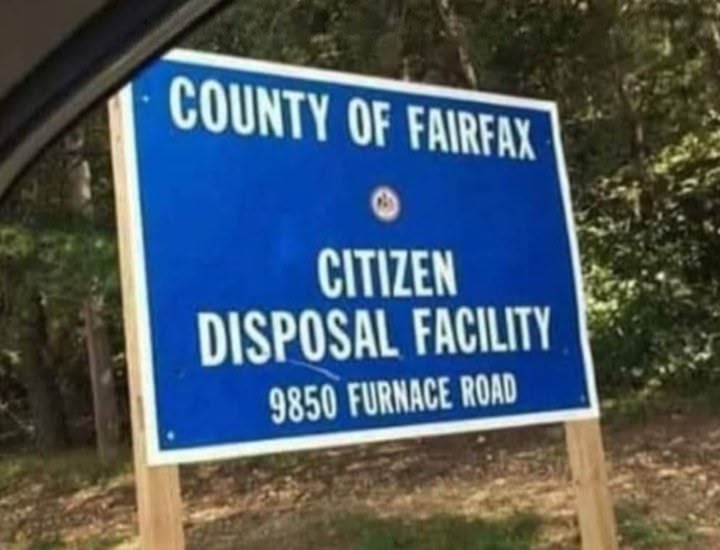 COUNTY OF FAIRFAX
CITIZEN
DISPOSAL FACILITY
9850 FURNACE ROAD